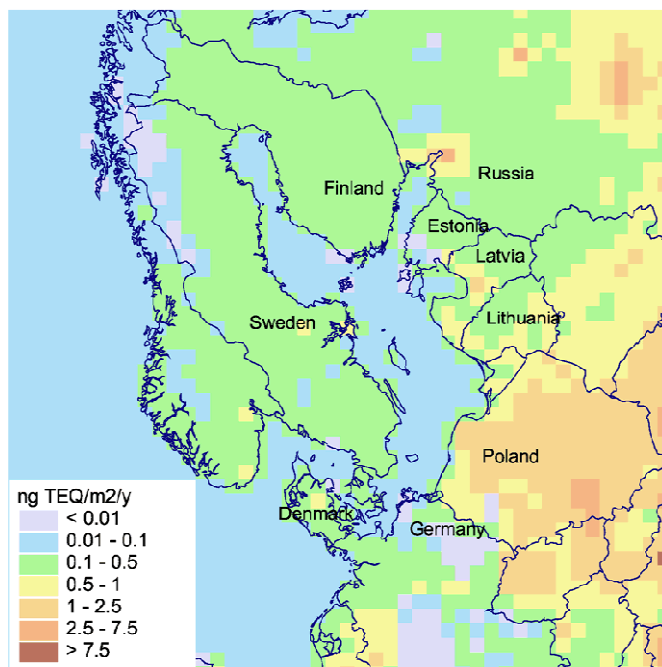 Finland
Russia
Estonia
Latvia
Lithuania
Sweden
Poland
Denmark
Germany
ng TEQ/m2/y
< 0.01
0.01 - 0.1
0.1 - 0.5
0.5 - 1
1 - 2.5
2.5 - 7.5
> 7.5